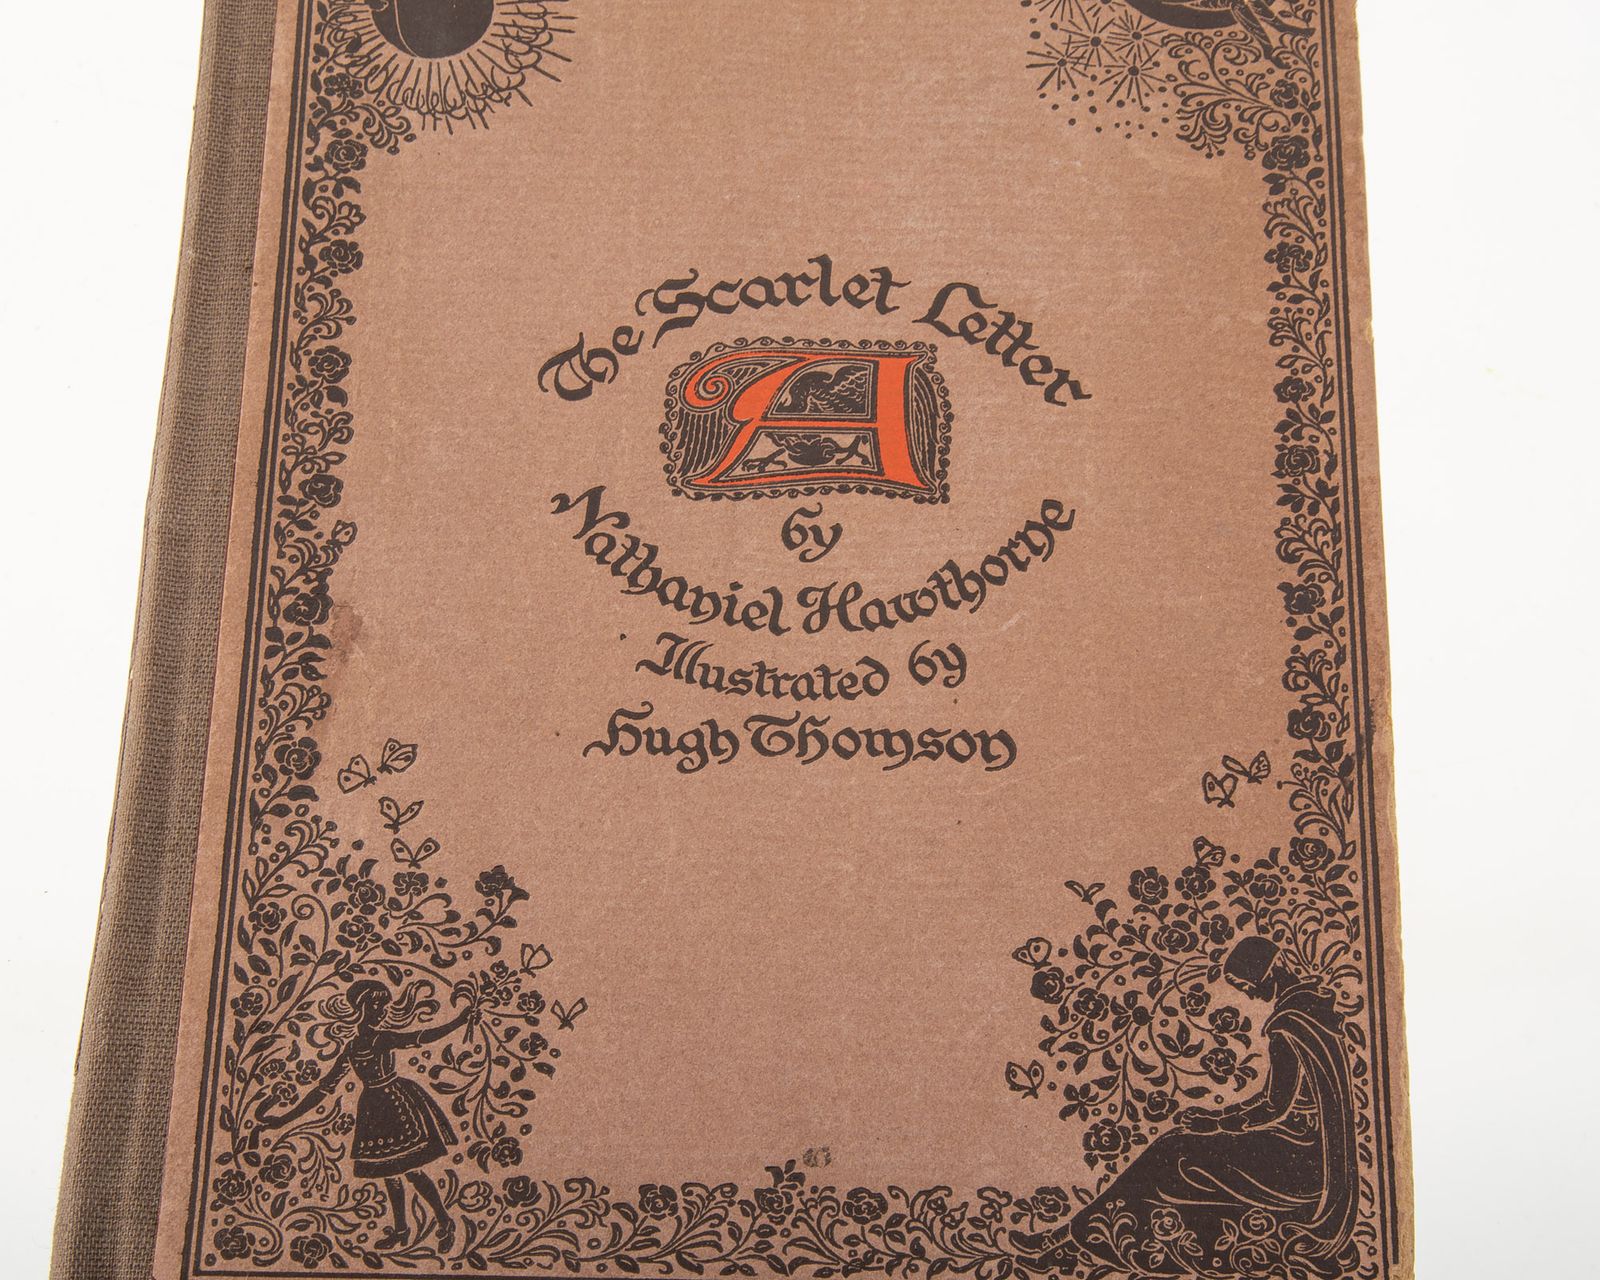 The Scarlet Letter
A
by
Nathaniel Hawthorne
Illustrated by
Hugh Thomson